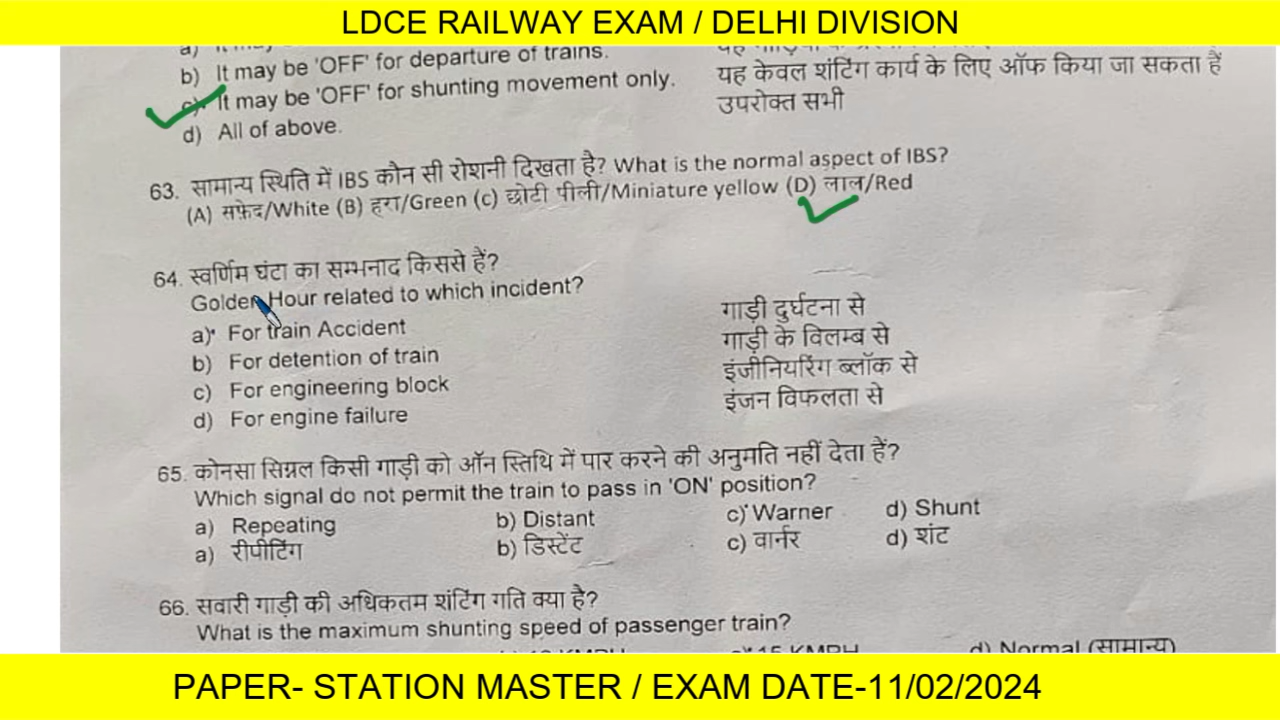 LDCE RAILWAY EXAM / DELHI DIVISION
b) It may be 'OFF' for departure of trains.
यह केवल शंटिंग कार्य के लिए ऑफ किया जा सकता हैं
c) It may be 'OFF' for shunting movement only.
उपरोक्त सभी
d) All of above.
63. सामान्य स्थिति में IBS कौन सी रोशनी दिखता है? What is the normal aspect of IBS?
(A) सफ़ेद/White (B) हरा/Green (c) छोटी पीली/Miniature yellow (D) लाल/Red
64. स्वर्णिम घंटा का सम्भनाद किससे हैं?
Golden Hour related to which incident?
a) For train Accident गाड़ी दुर्घटना से
b) For detention of train गाड़ी के विलम्ब से
c) For engineering block इंजीनियरिंग ब्लॉक से
d) For engine failure इंजन विफलता से
65. कोनसा सिग्नल किसी गाड़ी को ऑन स्तिथि में पार करने की अनुमति नहीं देता हैं?
Which signal do not permit the train to pass in 'ON' position?
a) Repeating b) Distant c) Warner d) Shunt
a) रीपीटिंग b) डिस्टेंट c) वार्नर d) शंट
66. सवारी गाड़ी की अधिकतम शंटिंग गति क्या है?
What is the maximum shunting speed of passenger train?
d) Normal (सामान्य)
PAPER- STATION MASTER / EXAM DATE-11/02/2024